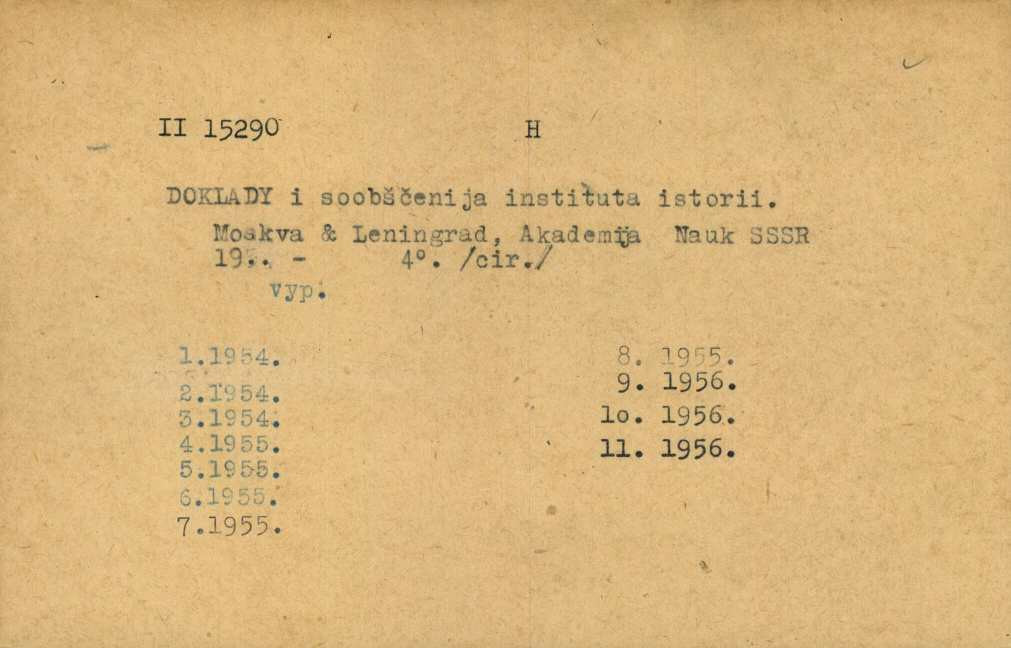 II 15290 H
DOKLADY i soobščenija instituta istorii.
Moskva & Leningrad, Akademija Nauk SSSR
19.. - 4°. /cir./
vyp.
1.1954.
2.1954.
3.1954.
4.1955.
5.1955.
6.1955.
7.1955.
8. 1955.
9. 1956.
1o. 1956.
11. 1956.